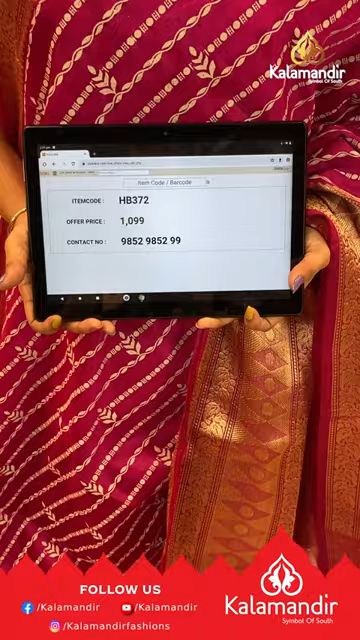 Kalamandir
Symbol Of South
Item Code / Barcode
ITEMCODE : HB372
OFFER PRICE : 1,099
CONTACT NO : 9852 9852 99
FOLLOW US
/Kalamandir /Kalamandir
/Kalamandirfashions
Kalamandir
Symbol Of South